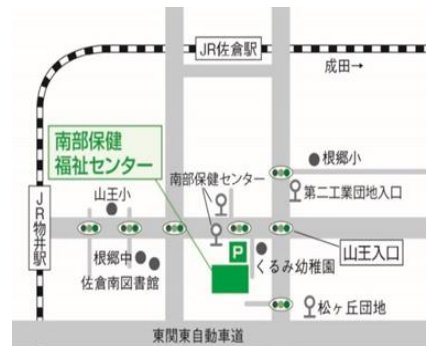 JR佐倉駅
成田→
南部保健
福祉センター
根郷小
南部保健センター
第二工業団地入口
山王小
JR物井駅
P
山王入口
根郷中
くるみ幼稚園
佐倉南図書館
松ヶ丘団地
東関東自動車道